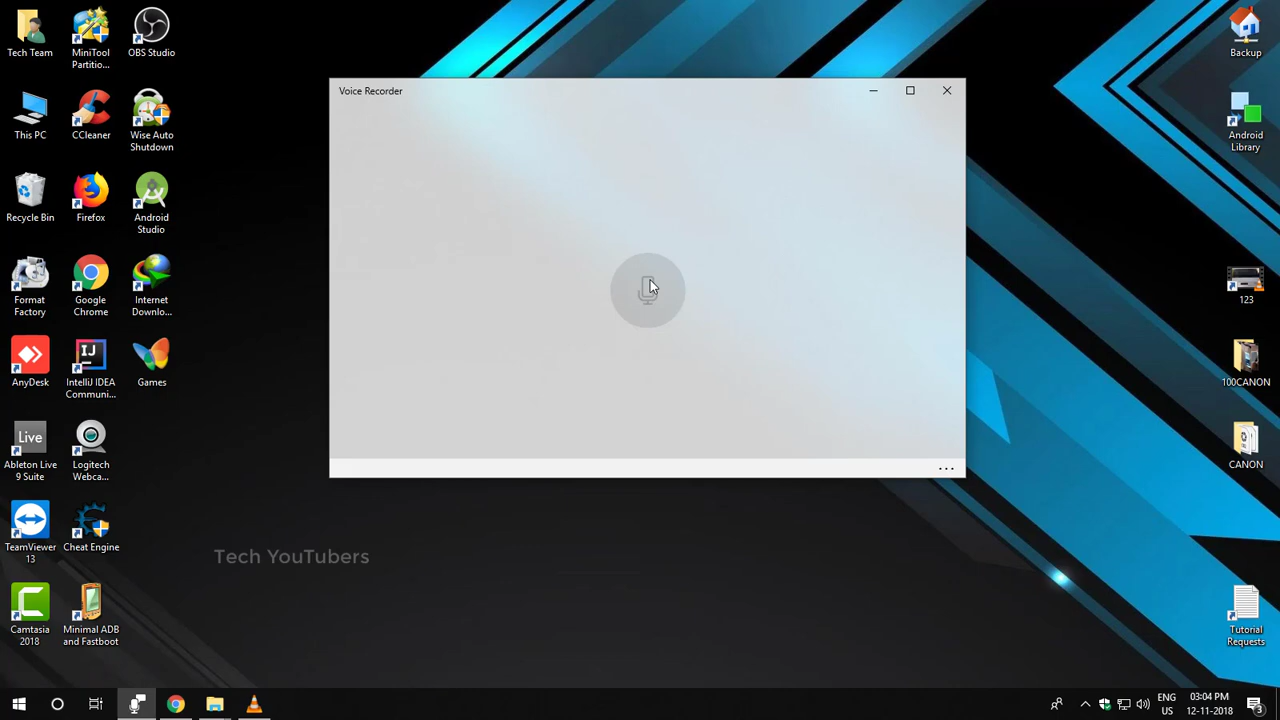 Tech Team
MiniTool
Partitio...
OBS Studio
This PC
CCleaner
Wise Auto
Shutdown
Recycle Bin
Firefox
Android
Studio
Format
Factory
Google
Chrome
Internet
Downlo...
AnyDesk
IntelliJ IDEA
Communi...
Games
Live
Ableton Live
9 Suite
Logitech
Webca...
TeamViewer
13
Cheat Engine
Camtasia
2018
Minimal ADB
and Fastboot
Voice Recorder
...
Tech YouTubers
Backup
Android
Library
123
100CANON
CANON
Tutorial
Requests
ENG
US
03:04 PM
12-11-2018
3